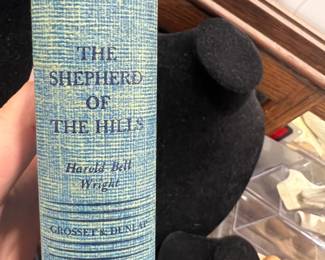 THE
SHEPHERD
OF
THE HILLS
Harold Bell
Wright
GROSSET & DUNLAP